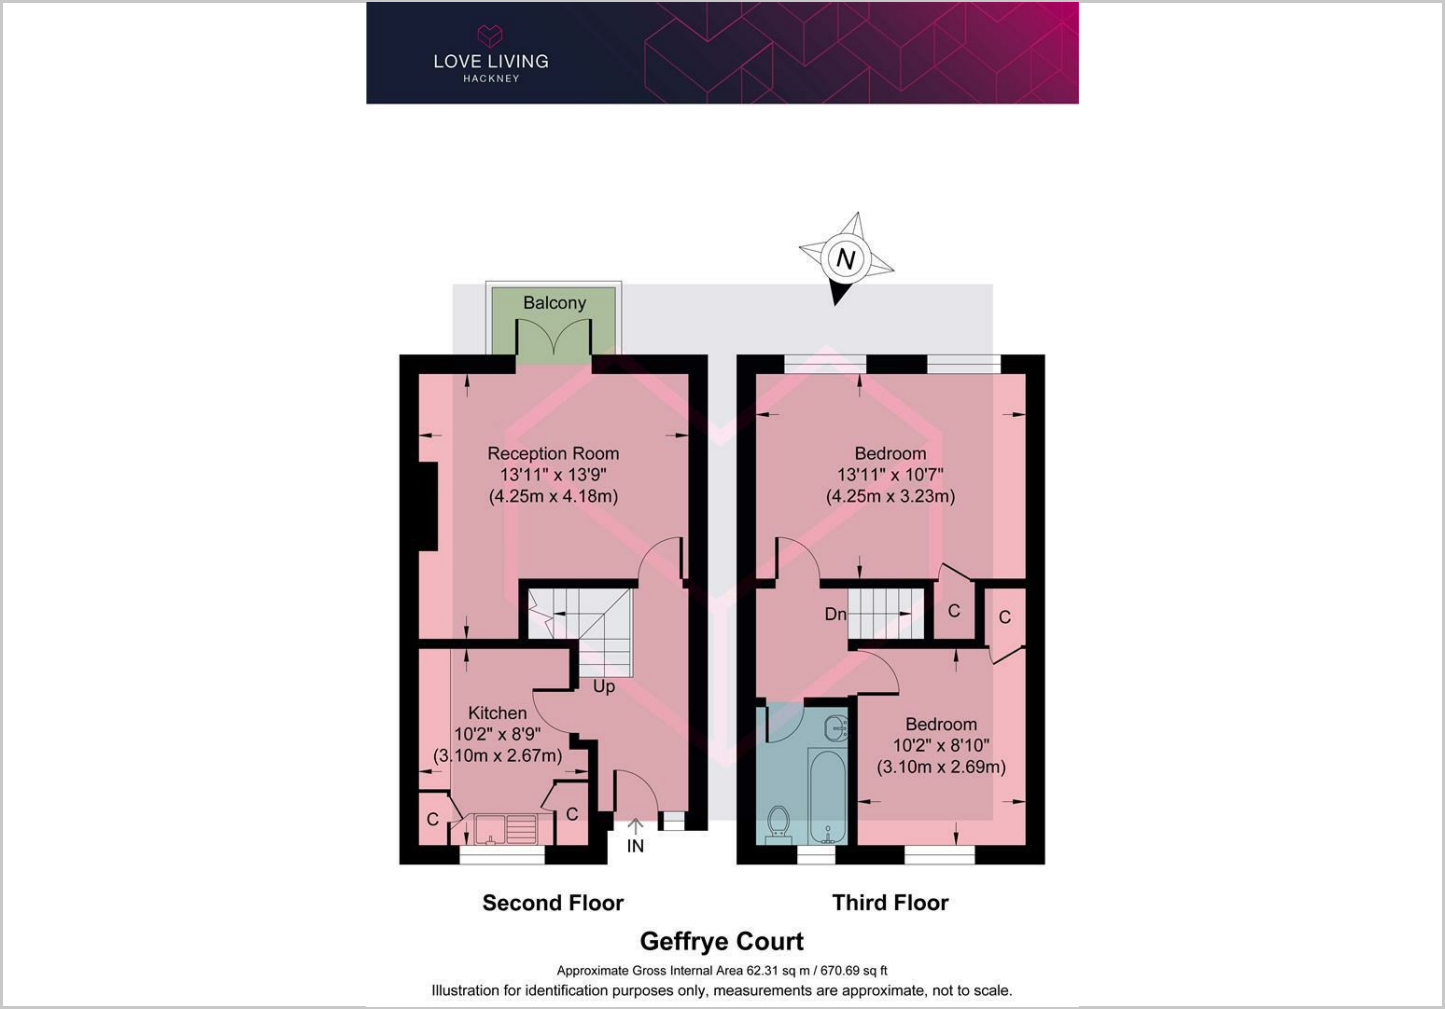 LOVE LIVING
HACKNEY
N
Balcony
Reception Room
13'11" x 13'9"
(4.25m x 4.18m)
Up
Kitchen
10'2" x 8'9"
(3.10m x 2.67m)
C
C
IN
Second Floor
Bedroom
13'11" x 10'7"
(4.25m x 3.23m)
Dn
C
C
Bedroom
10'2" x 8'10"
(3.10m x 2.69m)
Third Floor
Geffrye Court
Approximate Gross Internal Area 62.31 sq m / 670.69 sq ft
Illustration for identification purposes only, measurements are approximate, not to scale.